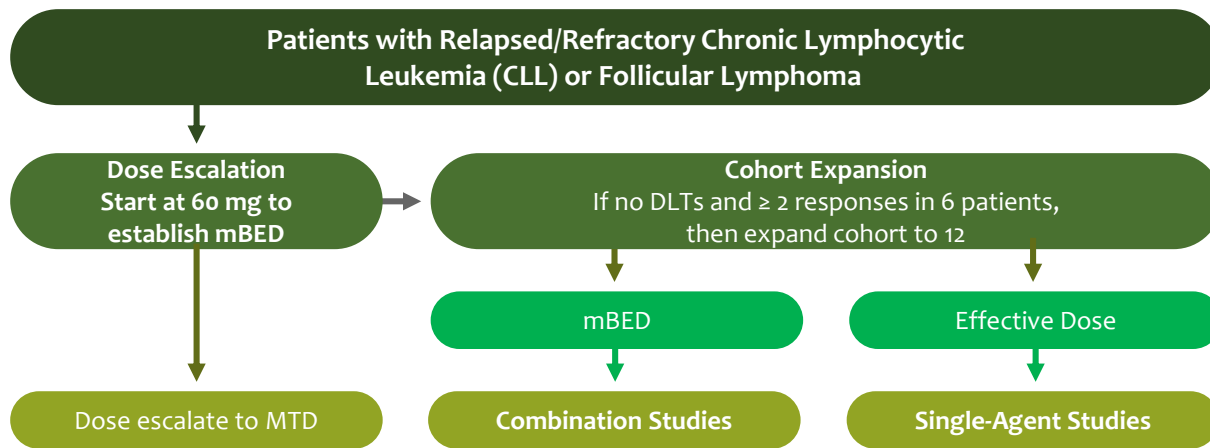 Patients with Relapsed/Refractory Chronic Lymphocytic
Leukemia (CLL) or Follicular Lymphoma
Dose Escalation
Start at 60 mg to
establish mBED
Cohort Expansion
If no DLTs and ≥ 2 responses in 6 patients,
then expand cohort to 12
mBED
Effective Dose
Dose escalate to MTD
Combination Studies
Single-Agent Studies